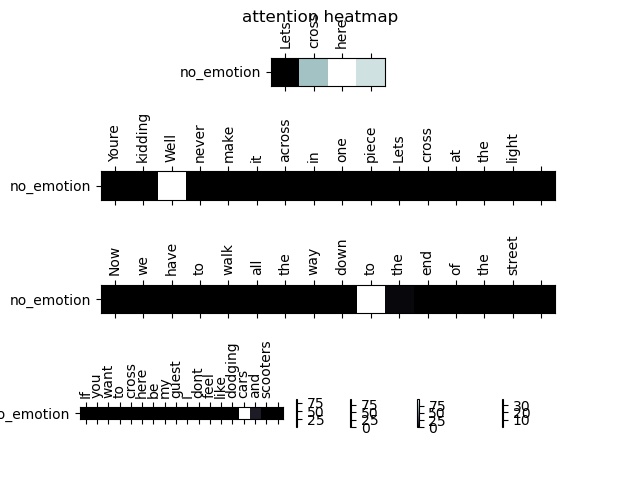 attention heatmap
Lets cross here
no_emotion
Youre kidding Well never make it across in one piece Lets cross at the light
no_emotion
Now we have to walk all the way down to the end of the street
no_emotion
If you want to cross here be my guest I dont feel like dodging cars and scooters
o_emotion
75 75 75 30
50 50 50 20
25 25 25 10
0 0